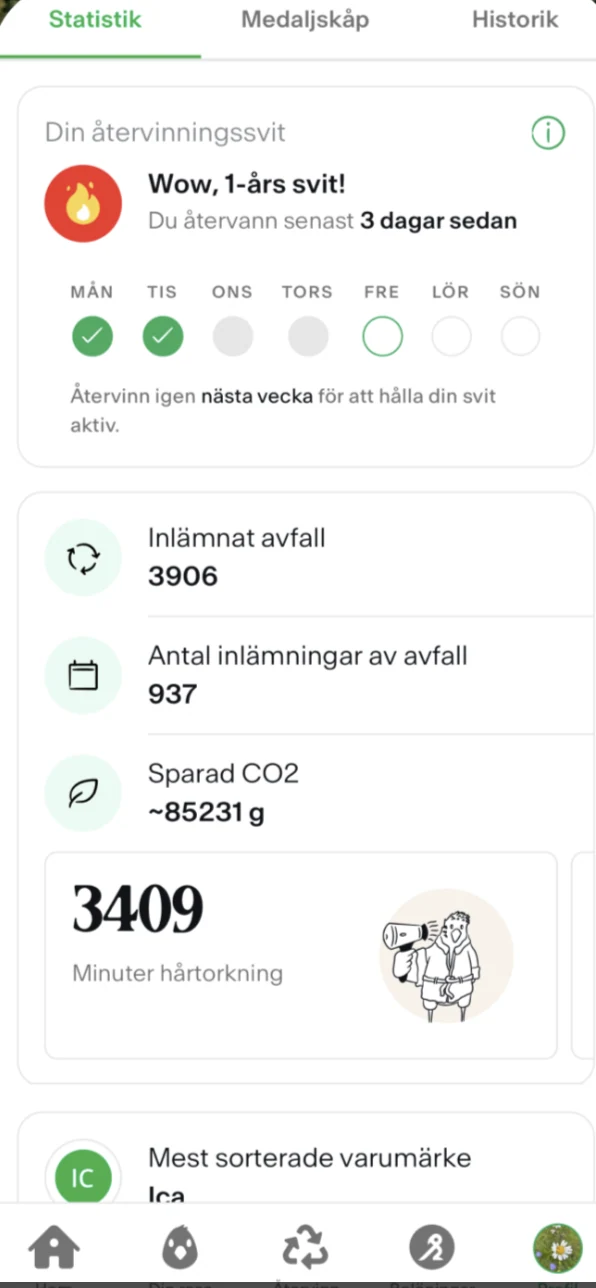 Statistik Medaljskåp Historik
Din återvinningssvit
Wow, 1-års svit!
Du återvann senast 3 dagar sedan
MÅN TIS ONS TORS FRE LÖR SÖN
Återvinn igen nästa vecka för att hålla din svit
aktiv.
Inlämnat avfall
3906
Antal inlämningar av avfall
937
Sparad CO2
~85231 g
3409
Minuter hårtorkning
IC
Mest sorterade varumärke
Ica